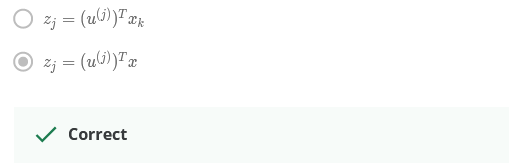 z_j = (u^{(j)})^T x_k
z_j = (u^{(j)})^T x
Correct